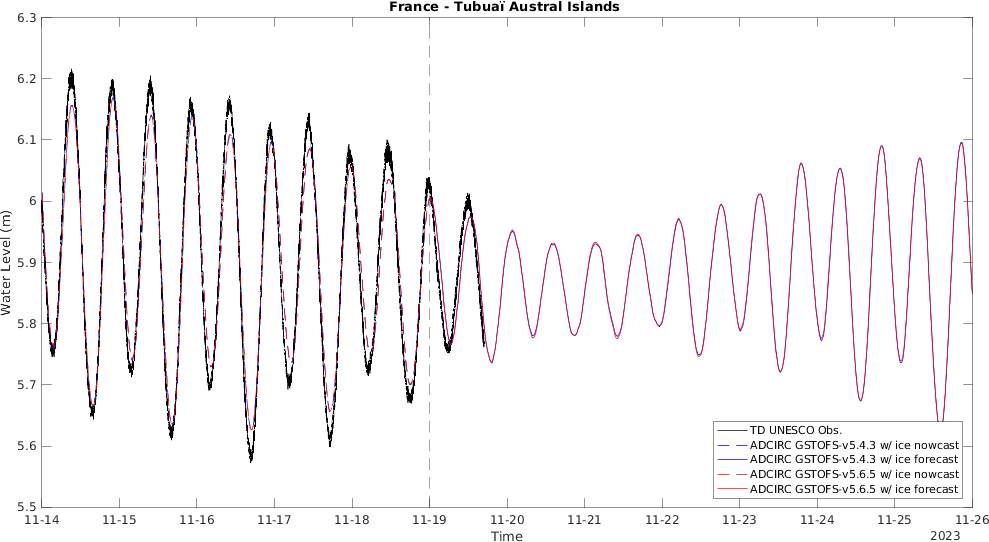 France - Tubuaï Austral Islands
6.3
6.2
6.1
6
5.9
5.8
5.7
5.6
5.5
Water Level (m)
TD UNESCO Obs.
ADCIRC GSTOFS-v5.4.3 w/ ice nowcast
ADCIRC GSTOFS-v5.4.3 w/ ice forecast
ADCIRC GSTOFS-v5.6.5 w/ ice nowcast
ADCIRC GSTOFS-v5.6.5 w/ ice forecast
11-14 11-15 11-16 11-17 11-18 11-19 11-20 11-21 11-22 11-23 11-24 11-25 11-26
Time
2023